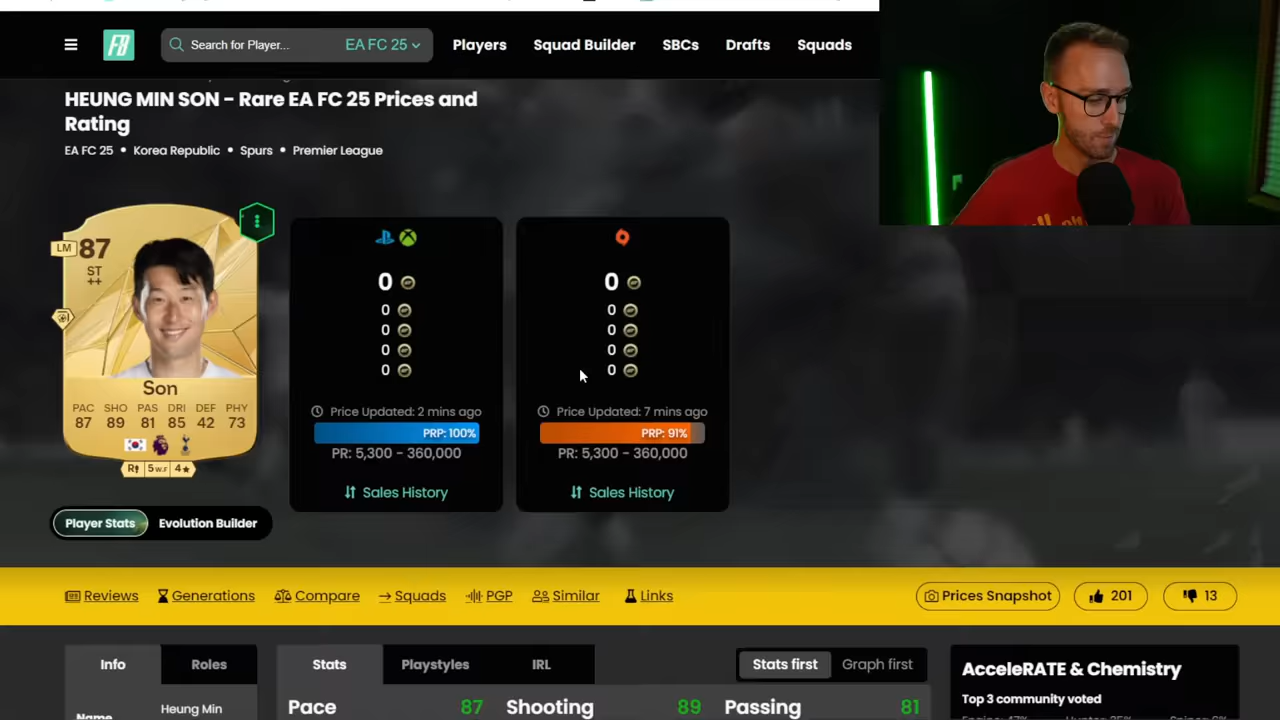 FB
Search for Player...
EA FC 25
Players
Squad Builder
SBCs
Drafts
Squads
HEUNG MIN SON - Rare EA FC 25 Prices and
Rating
EA FC 25 • Korea Republic • Spurs • Premier League
LM
87
ST
++
Son
PAC SHO PAS DRI DEF PHY
87 89 81 85 42 73
R 5 W.F 4★
0
0
0
0
0
Price Updated: 2 mins ago
PRP: 100%
PR: 5,300 - 360,000
Sales History
0
0
0
0
0
Price Updated: 7 mins ago
PRP: 91%
PR: 5,300 - 360,000
Sales History
Player Stats
Evolution Builder
Reviews
Generations
Compare
Squads
PGP
Similar
Links
Prices Snapshot
201
13
Info
Roles
Stats
Playstyles
IRL
Stats first
Graph first
AcceleRATE & Chemistry
Top 3 community voted
Name
Heung Min
Pace 87
Shooting 89
Passing 81